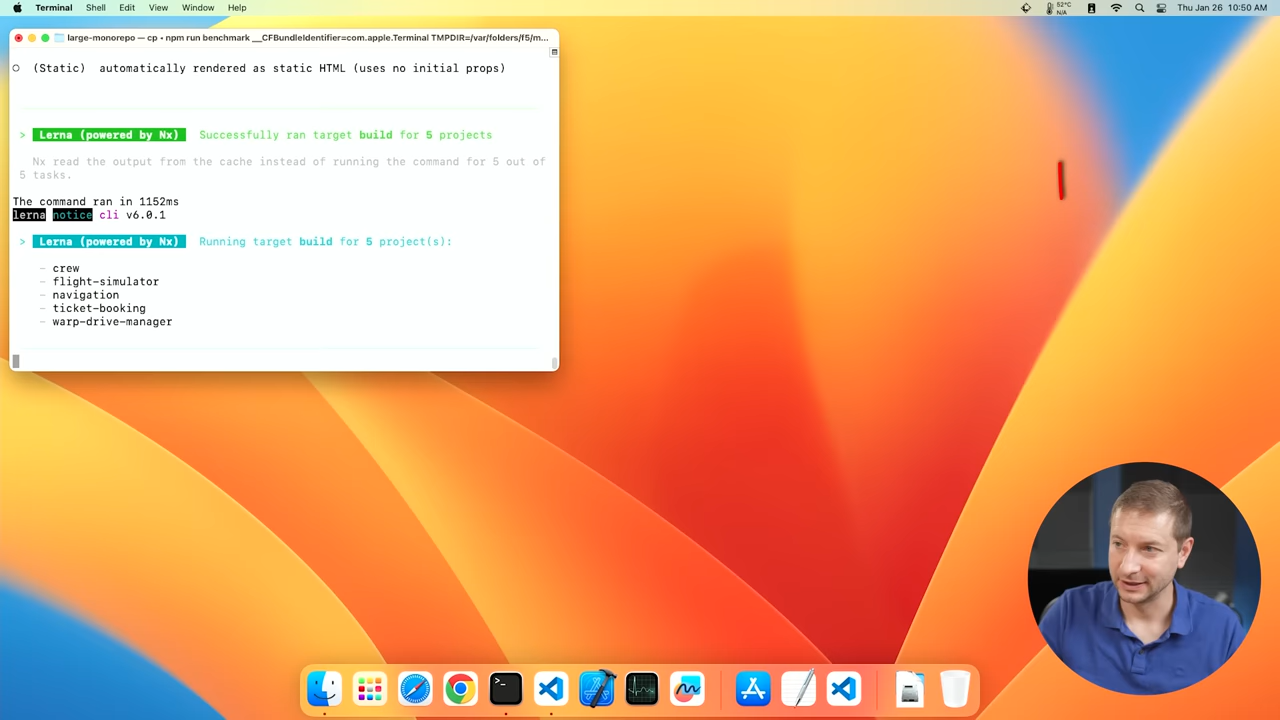 Terminal Shell Edit View Window Help
52°C
N/A
Thu Jan 26 10:50 AM
large-monorepo — cp • npm run benchmark __CFBundleIdentifier=com.apple.Terminal TMPDIR=/var/folders/f5/m...
○ (Static) automatically rendered as static HTML (uses no initial props)
> Lerna (powered by Nx) Successfully ran target build for 5 projects
Nx read the output from the cache instead of running the command for 5 out of
5 tasks.
The command ran in 1152ms
lerna notice cli v6.0.1
> Lerna (powered by Nx) Running target build for 5 project(s):
– crew
– flight-simulator
– navigation
– ticket-booking
– warp-drive-manager